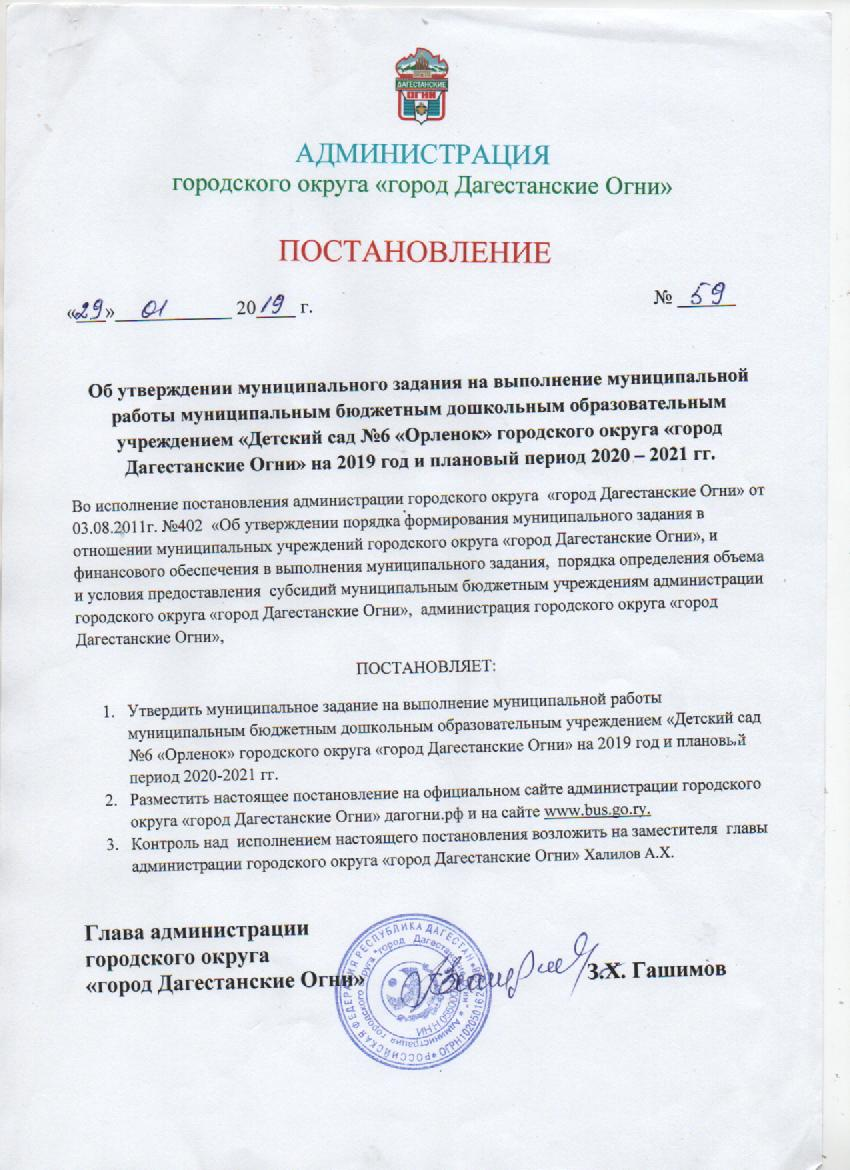 ДАГЕСТАНСКИЕ
ОГНИ
АДМИНИСТРАЦИЯ
городского округа «город Дагестанские Огни»
ПОСТАНОВЛЕНИЕ
«29» 01 2019 г. № 59
Об утверждении муниципального задания на выполнение муниципальной
работы муниципальным бюджетным дошкольным образовательным
учреждением «Детский сад №6 «Орленок» городского округа «город
Дагестанские Огни» на 2019 год и плановый период 2020 – 2021 гг.
Во исполнение постановления администрации городского округа «город Дагестанские Огни» от
03.08.2011г. №402 «Об утверждении порядка формирования муниципального задания в
отношении муниципальных учреждений городского округа «город Дагестанские Огни», и
финансового обеспечения в выполнения муниципального задания, порядка определения объема
и условия предоставления субсидий муниципальным бюджетным учреждениям администрации
городского округа «город Дагестанские Огни», администрация городского округа «город
Дагестанские Огни»,
ПОСТАНОВЛЯЕТ:
1. Утвердить муниципальное задание на выполнение муниципальной работы
муниципальным бюджетным дошкольным образовательным учреждением «Детский сад
№6 «Орленок» городского округа «город Дагестанские Огни» на 2019 год и плановый
период 2020-2021 гг.
2. Разместить настоящее постановление на официальном сайте администрации городского
округа «город Дагестанские Огни» дагогни.рф и на сайте www.bus.go.ry.
3. Контроль над исполнением настоящего постановления возложить на заместителя главы
администрации городского округа «город Дагестанские Огни» Халилов А.Х.
Глава администрации
городского округа
«город Дагестанские Огни» З.Х. Гашимов
РОССИЙСКАЯ ФЕДЕРАЦИЯ РЕСПУБЛИКА ДАГЕСТАН
Администрация городского округа "город